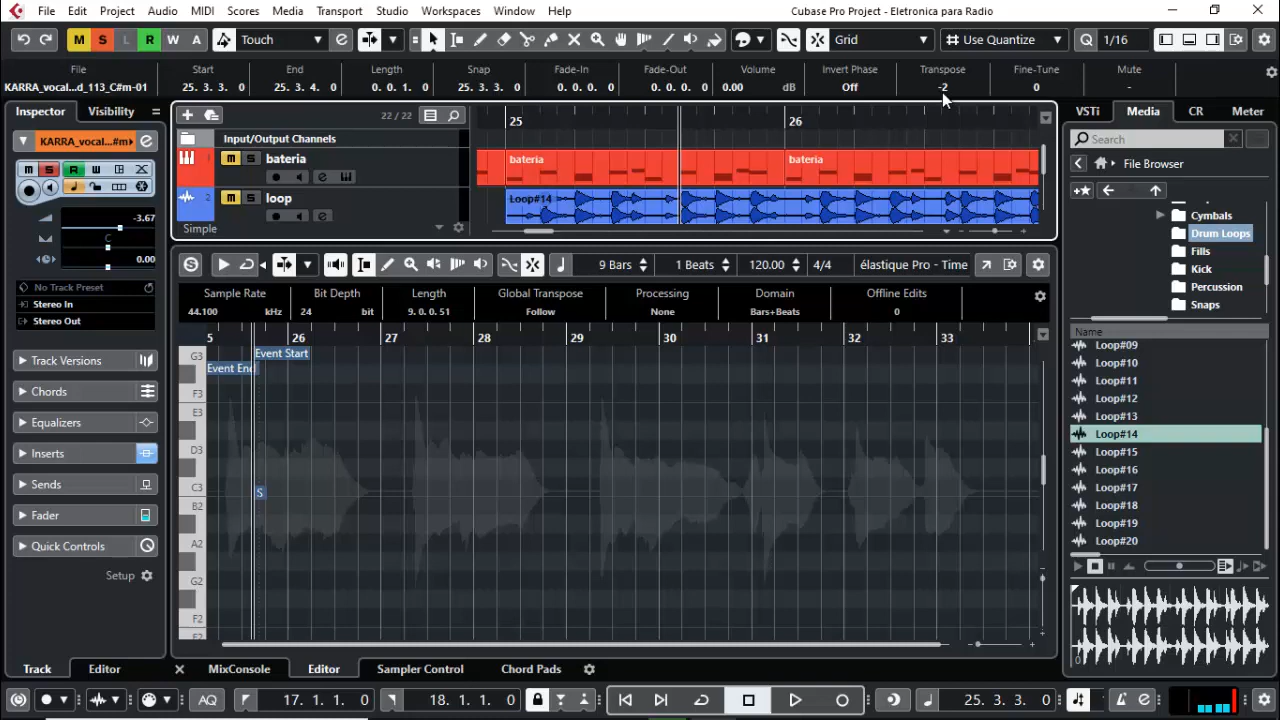 File Edit Project Audio MIDI Scores Media Transport Studio Workspaces Window Help Cubase Pro Project - Eletronica para Radio
M S L R W A Touch Grid Use Quantize Q 1/16
File Start End Length Snap Fade-In Fade-Out Volume Invert Phase Transpose Fine-Tune Mute
KARRA_vocal...d_113_C#m-01 25. 3. 3. 0 25. 3. 4. 0 0. 0. 1. 0 25. 3. 3. 0 0. 0. 0. 0 0. 0. 0. 0 0.00 dB Off -2 0 -
Inspector Visibility 22 / 22 25 26 VSTi Media CR Meter
KARRA_vocal...#m Input/Output Channels Search
M S R W 1 M S bateria bateria bateria File Browser
-3.67 2 M S loop Loop#14
C
0.00 Simple
No Track Preset
Stereo In
Stereo Out
Cymbals
Drum Loops
Fills
Kick
Percussion
Snaps
9 Bars 1 Beats 120.00 4/4 élastique Pro - Time
Sample Rate Bit Depth Length Global Transpose Processing Domain Offline Edits
44.100 kHz 24 bit 9. 0. 0. 51 Follow None Bars+Beats 0
5 26 27 28 29 30 31 32 33
G3 Event Start
Event End
F3
E3
D3
C3 S
B2
A2
G2
F2
Track Versions
Chords
Equalizers
Inserts
Sends
Fader
Quick Controls
Setup
Name
Loop#09
Loop#10
Loop#11
Loop#12
Loop#13
Loop#14
Loop#15
Loop#16
Loop#17
Loop#18
Loop#19
Loop#20
0
Track Editor MixConsole Editor Sampler Control Chord Pads
AQ 17. 1. 1. 0 18. 1. 1. 0 25. 3. 3. 0